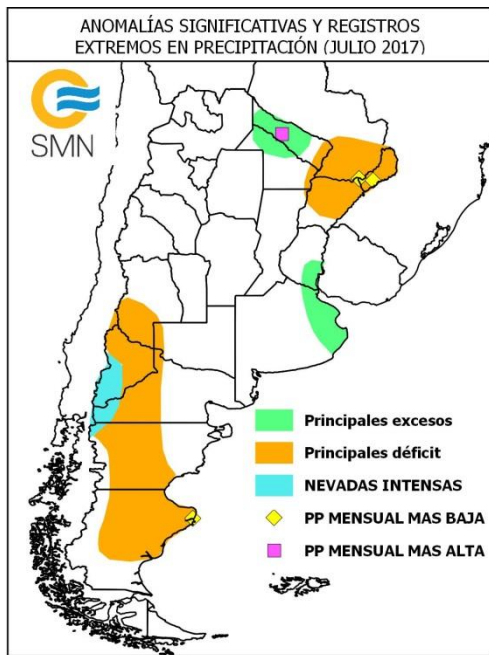 ANOMALÍAS SIGNIFICATIVAS Y REGISTROS
EXTREMOS EN PRECIPITACIÓN (JULIO 2017)
SMN
Principales excesos
Principales déficit
NEVADAS INTENSAS
PP MENSUAL MAS BAJA
PP MENSUAL MAS ALTA